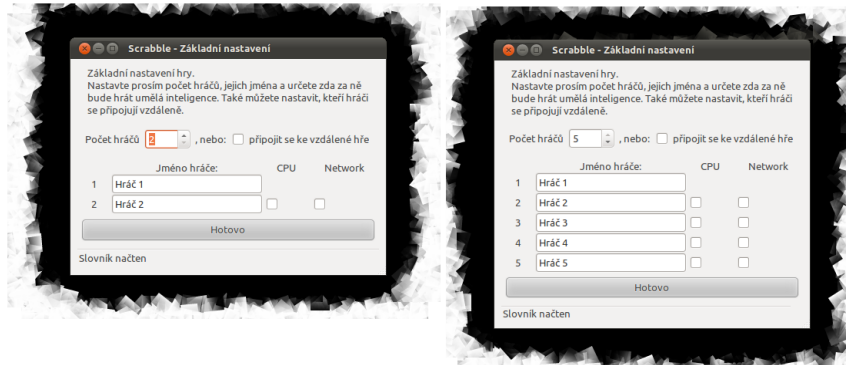 Scrabble - Základní nastavení
Základní nastavení hry.
Nastavte prosím počet hráčů, jejich jména a určete zda za ně
bude hrát umělá inteligence. Také můžete nastavit, kteří hráči
se připojují vzdáleně.
Počet hráčů 2 , nebo: připojit se ke vzdálené hře
Jméno hráče: CPU Network
1 Hráč 1
2 Hráč 2
Hotovo
Slovník načten
Scrabble - Základní nastavení
Základní nastavení hry.
Nastavte prosím počet hráčů, jejich jména a určete zda za ně
bude hrát umělá inteligence. Také můžete nastavit, kteří hráči
se připojují vzdáleně.
Počet hráčů 5 , nebo: připojit se ke vzdálené hře
Jméno hráče: CPU Network
1 Hráč 1
2 Hráč 2
3 Hráč 3
4 Hráč 4
5 Hráč 5
Hotovo
Slovník načten